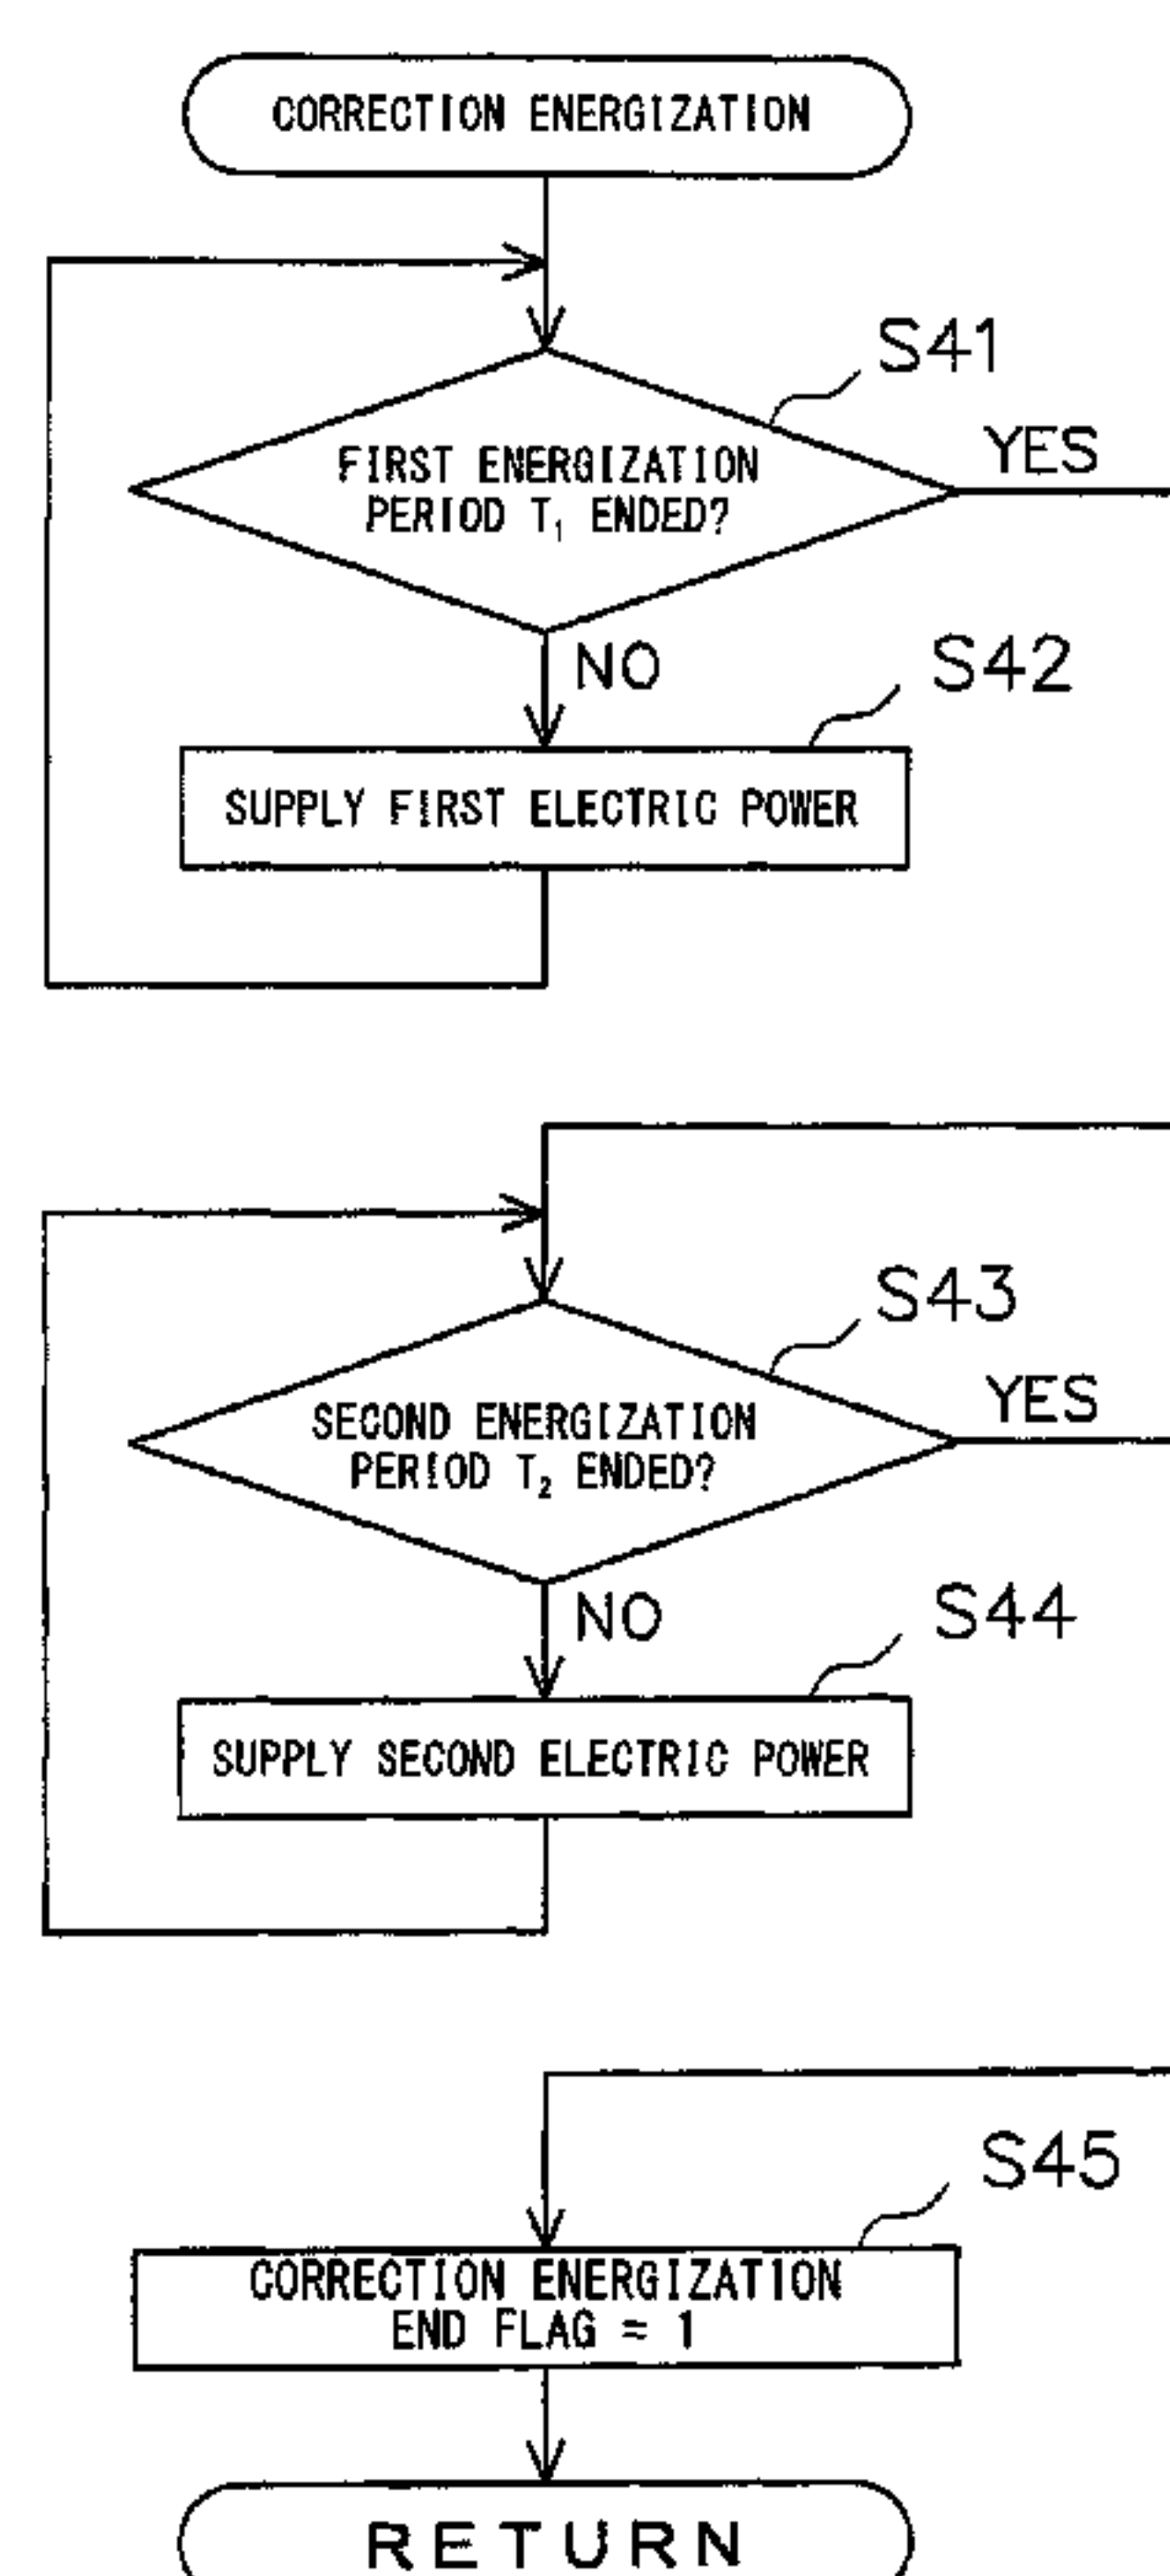 CORRECTION ENERGIZATION
S41
YES
FIRST ENERGIZATION
PERIOD T₁ ENDED?
NO
S42
SUPPLY FIRST ELECTRIC POWER
S43
YES
SECOND ENERGIZATION
PERIOD T₂ ENDED?
NO
S44
SUPPLY SECOND ELECTRIC POWER
S45
CORRECTION ENERGIZATION
END FLAG = 1
RETURN